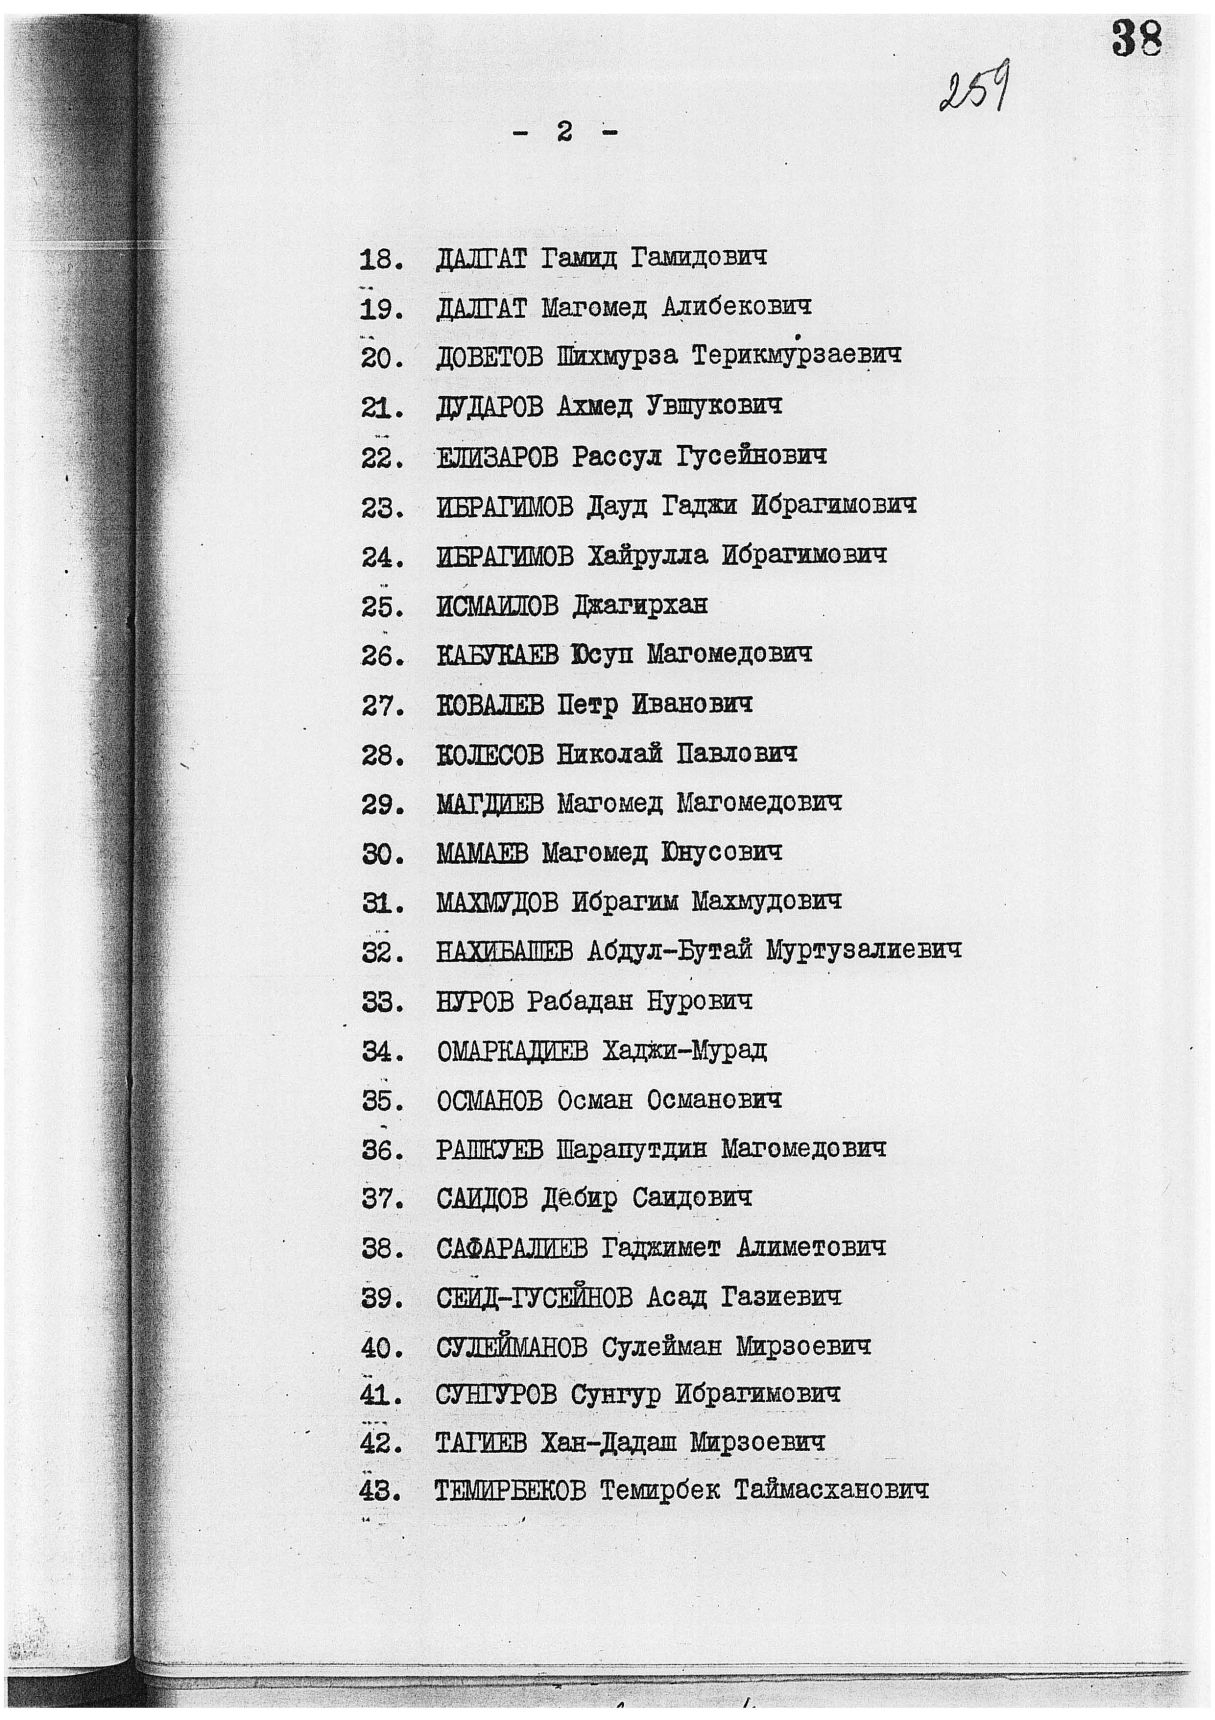 38
259
- 2 -
18. ДАЛГАТ Гамид Гамидович
19. ДАЛГАТ Магомед Алибекович
20. ДОВЕТОВ Шихмурза Терикмурзаевич
21. ДУДАРОВ Ахмед Увшукович
22. ЕЛИЗАРОВ Рассул Гусейнович
23. ИБРАГИМОВ Дауд Гаджи Ибрагимович
24. ИБРАГИМОВ Хайрулла Ибрагимович
25. ИСМАИЛОВ Джагирхан
26. КАБУКАЕВ Юсуп Магомедович
27. КОВАЛЕВ Петр Иванович
28. КОЛЕСОВ Николай Павлович
29. МАГДИЕВ Магомед Магомедович
30. МАМАЕВ Магомед Юнусович
31. МАХМУДОВ Ибрагим Махмудович
32. НАХИБАШЕВ Абдул-Бутай Муртузалиевич
33. НУРОВ Рабадан Нурович
34. ОМАРКАДИЕВ Хаджи-Мурад
35. ОСМАНОВ Осман Османович
36. РАШКУЕВ Шарапутдин Магомедович
37. САИДОВ Дебир Саидович
38. САФАРАЛИЕВ Гаджимет Алиметович
39. СЕИД-ГУСЕЙНОВ Асад Газиевич
40. СУЛЕЙМАНОВ Сулейман Мирзоевич
41. СУНГУРОВ Сунгур Ибрагимович
42. ТАГИЕВ Хан-Дадаш Мирзоевич
43. ТЕМИРБЕКОВ Темирбек Таймасханович